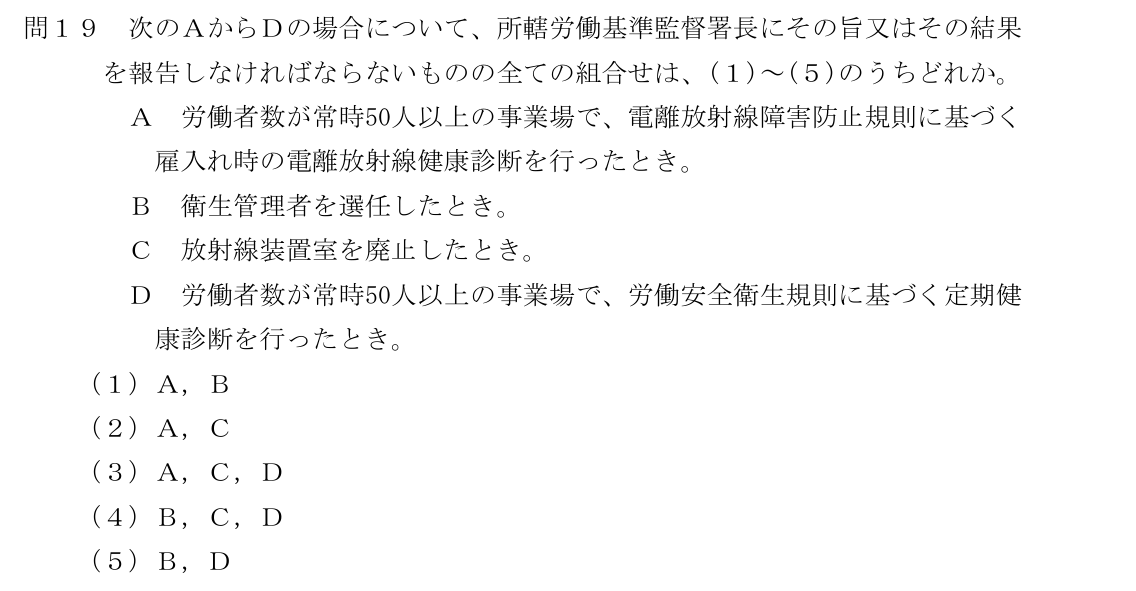 問１９　次のＡからＤの場合について、所轄労働基準監督署長にその旨又はその結果
を報告しなければならないものの全ての組合せは、（１）～（５）のうちどれか。
Ａ　労働者数が常時50人以上の事業場で、電離放射線障害防止規則に基づく
雇入れ時の電離放射線健康診断を行ったとき。
Ｂ　衛生管理者を選任したとき。
Ｃ　放射線装置室を廃止したとき。
Ｄ　労働者数が常時50人以上の事業場で、労働安全衛生規則に基づく定期健
康診断を行ったとき。
（１）Ａ，Ｂ
（２）Ａ，Ｃ
（３）Ａ，Ｃ，Ｄ
（４）Ｂ，Ｃ，Ｄ
（５）Ｂ，Ｄ